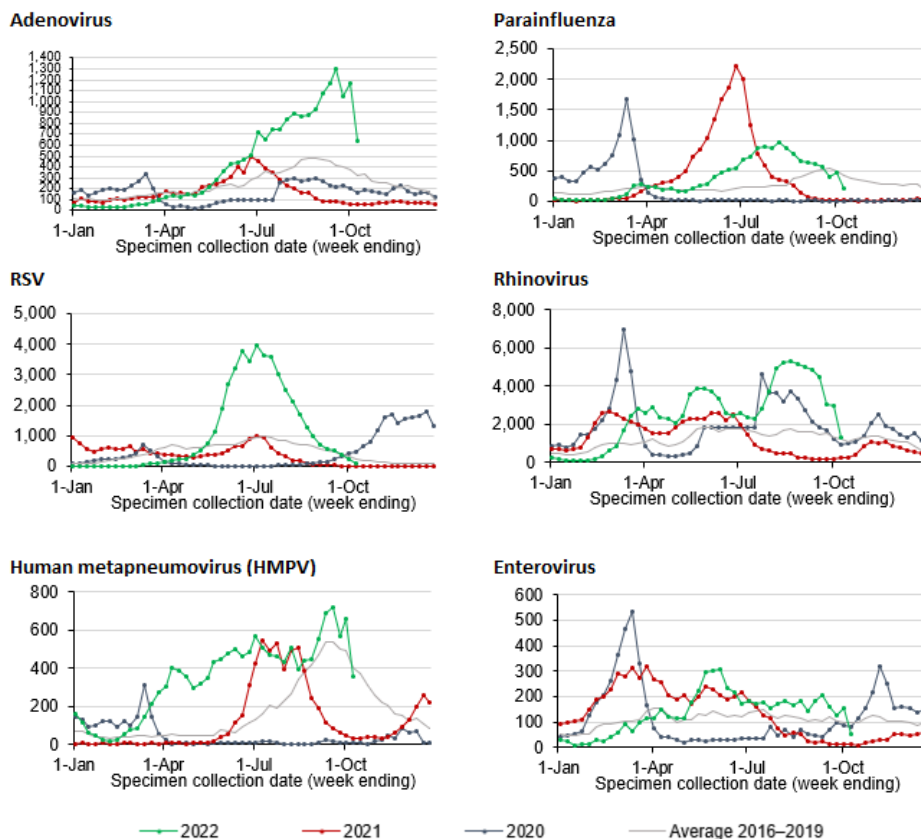 Adenovirus
1,400
1,300
1,200
1,100
1,000
900
800
700
600
500
400
300
200
100
0
1-Jan 1-Apr 1-Jul 1-Oct
Specimen collection date (week ending)
Parainfluenza
2,500
2,000
1,500
1,000
500
0
1-Jan 1-Apr 1-Jul 1-Oct
Specimen collection date (week ending)
RSV
5,000
4,000
3,000
2,000
1,000
0
1-Jan 1-Apr 1-Jul 1-Oct
Specimen collection date (week ending)
Rhinovirus
8,000
6,000
4,000
2,000
0
1-Jan 1-Apr 1-Jul 1-Oct
Specimen collection date (week ending)
Human metapneumovirus (HMPV)
800
600
400
200
0
1-Jan 1-Apr 1-Jul 1-Oct
Specimen collection date (week ending)
Enterovirus
600
500
400
300
200
100
0
1-Jan 1-Apr 1-Jul 1-Oct
Specimen collection date (week ending)
2022 2021 2020 Average 2016–2019